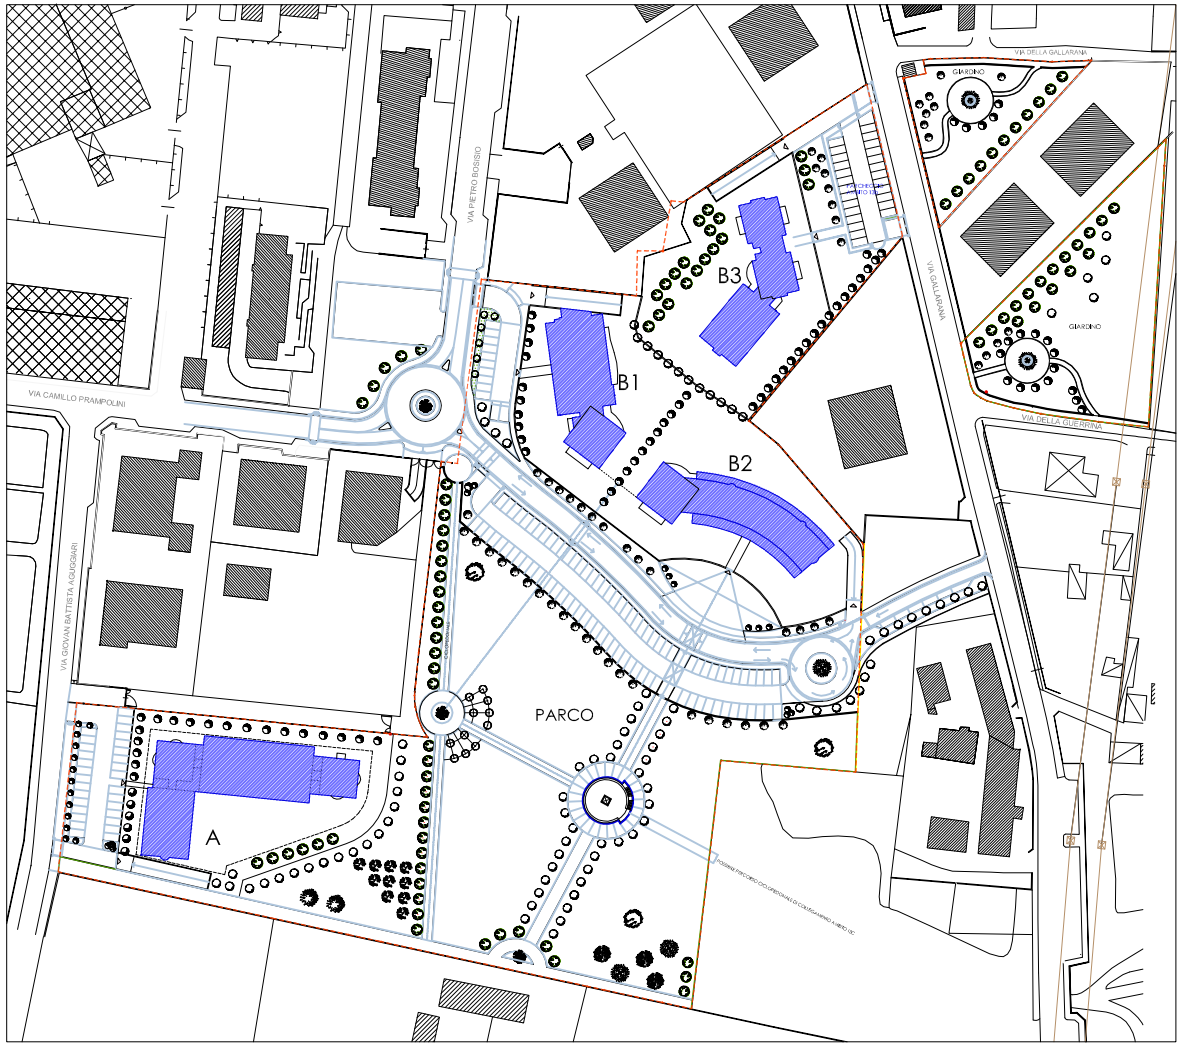 VIA DELLA GALLARANA
GIARDINO
VIA PIETRO BOSISIO
B3
VIA GALLARANA
GIARDINO
B1
VIA CAMILLO PRAMPOLINI
VIA DELLA GUERRINA
B2
VIA GIOVAN BATTISTA AGUGGIARI
PARCO
A